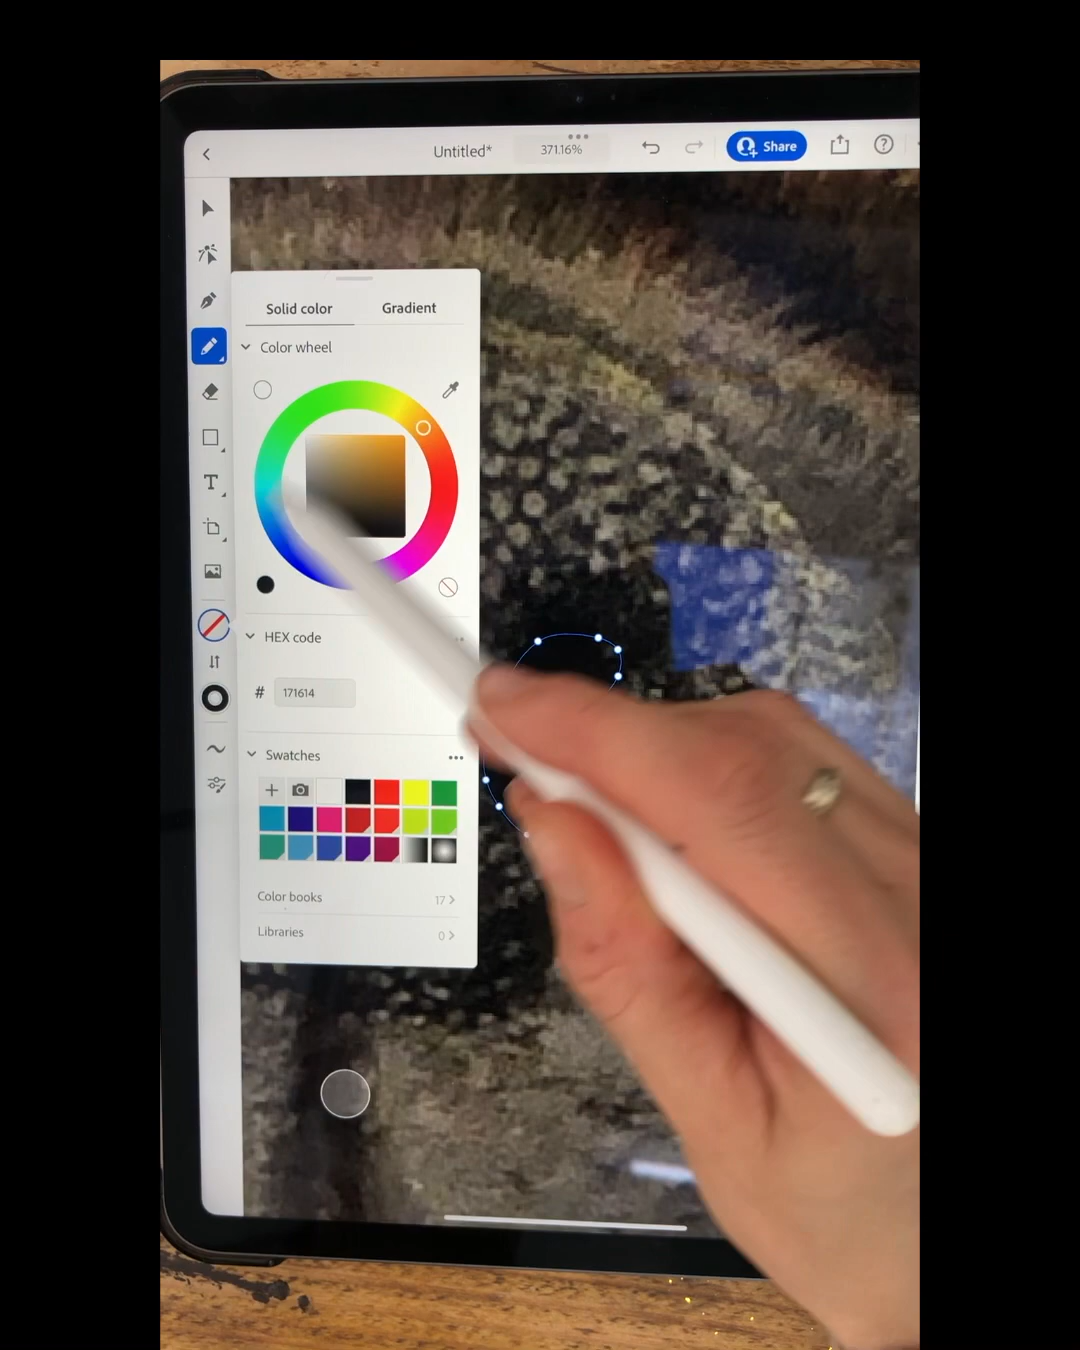 Untitled*
371.16%
Share
?
Solid color
Gradient
Color wheel
T
HEX code
# 171614
Swatches
Color books
17 >
Libraries
0 >